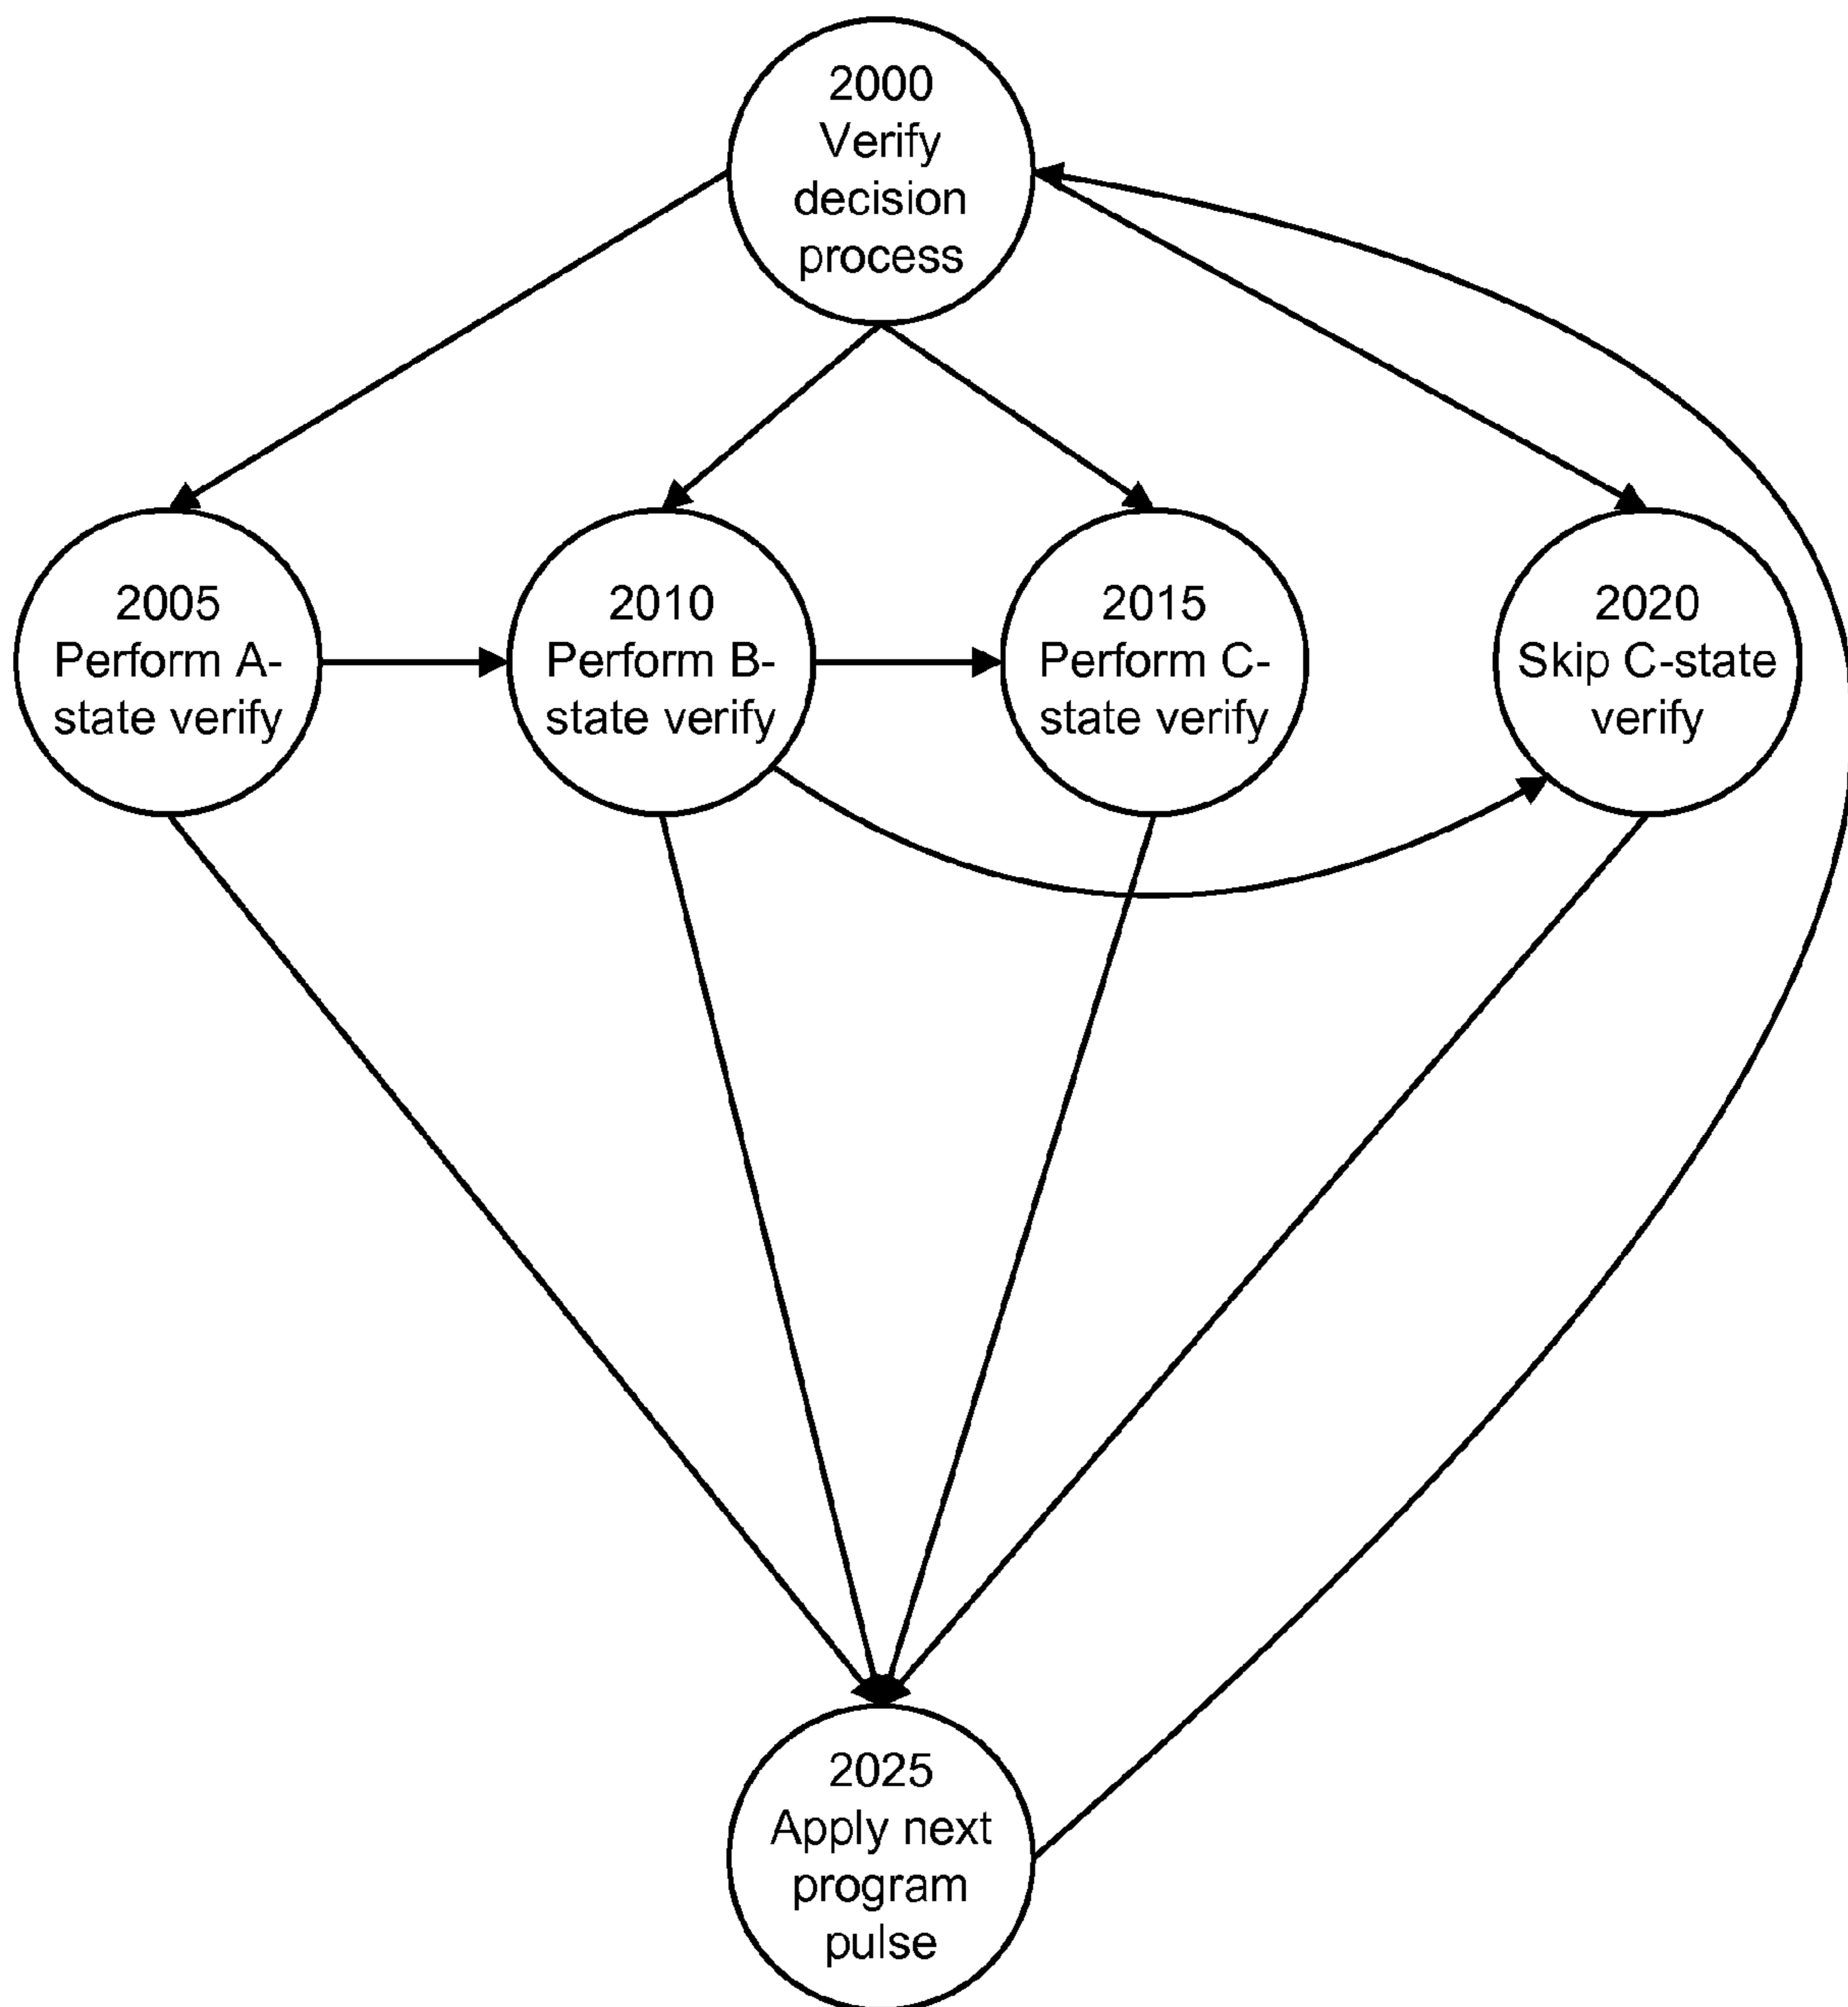 2000
Verify
decision
process
2005
Perform A-
state verify
2010
Perform B-
state verify
2015
Perform C-
state verify
2020
Skip C-state
verify
2025
Apply next
program
pulse